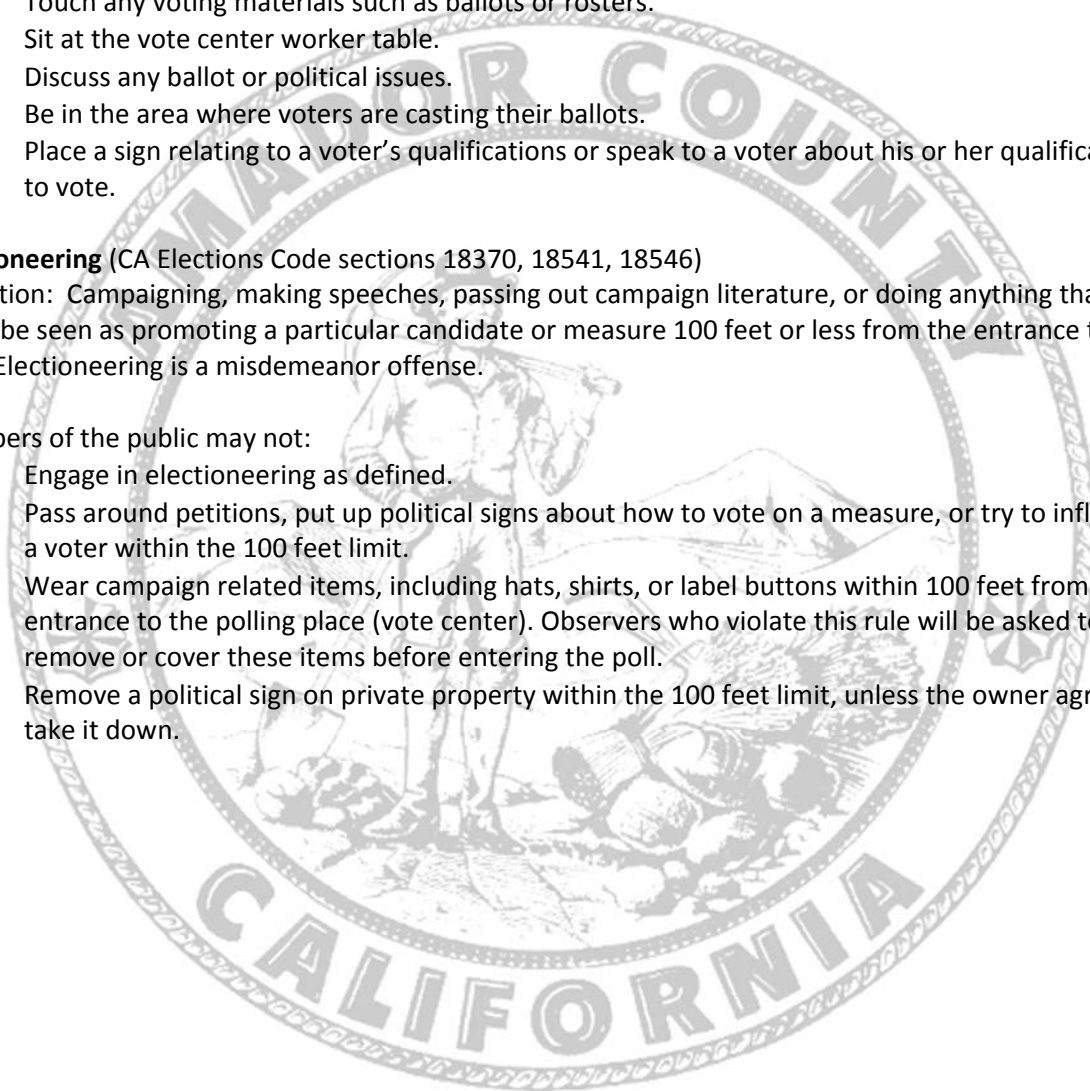 Touch any voting materials such as ballots or rosters.
Sit at the vote center worker table.
Discuss any ballot or political issues.
Be in the area where voters are casting their ballots.
Place a sign relating to a voter's qualifications or speak to a voter about his or her qualifica
to vote.
oneering (CA Elections Code sections 18370, 18541, 18546)
tion: Campaigning, making speeches, passing out campaign literature, or doing anything tha
be seen as promoting a particular candidate or measure 100 feet or less from the entrance t
Electioneering is a misdemeanor offense.
bers of the public may not:
Engage in electioneering as defined.
Pass around petitions, put up political signs about how to vote on a measure, or try to infl
a voter within the 100 feet limit.
Wear campaign related items, including hats, shirts, or label buttons within 100 feet from
entrance to the polling place (vote center). Observers who violate this rule will be asked to
remove or cover these items before entering the poll.
Remove a political sign on private property within the 100 feet limit, unless the owner agr
take it down.
AMADOR COUNTY
CALIFORNIA